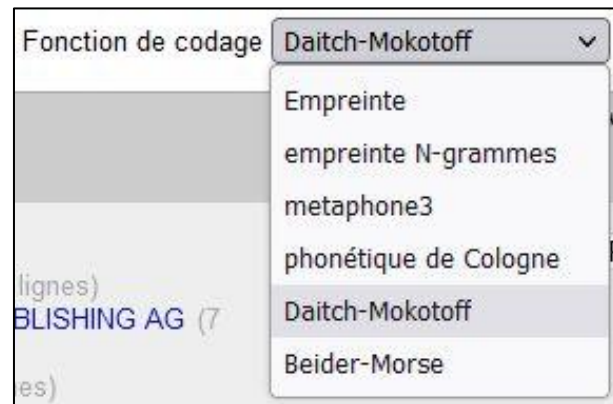 Fonction de codage Daitch-Mokotoff
Empreinte
empreinte N-grammes
metaphone3
phonétique de Cologne
lignes)
Daitch-Mokotoff
BLISHING AG (7
Beider-Morse
es)